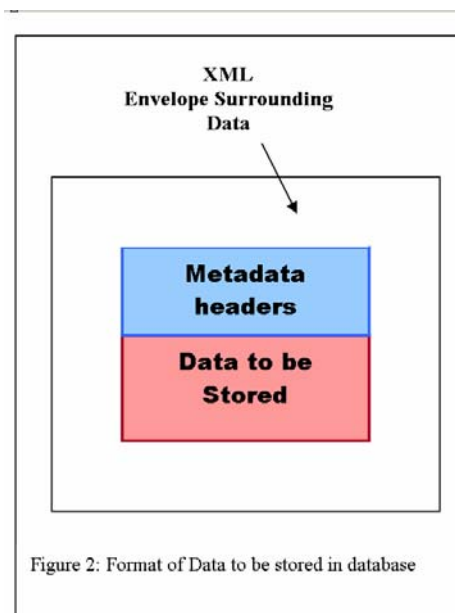 XML
Envelope Surrounding
Data
Metadata
headers
Data to be
Stored
Figure 2: Format of Data to be stored in database